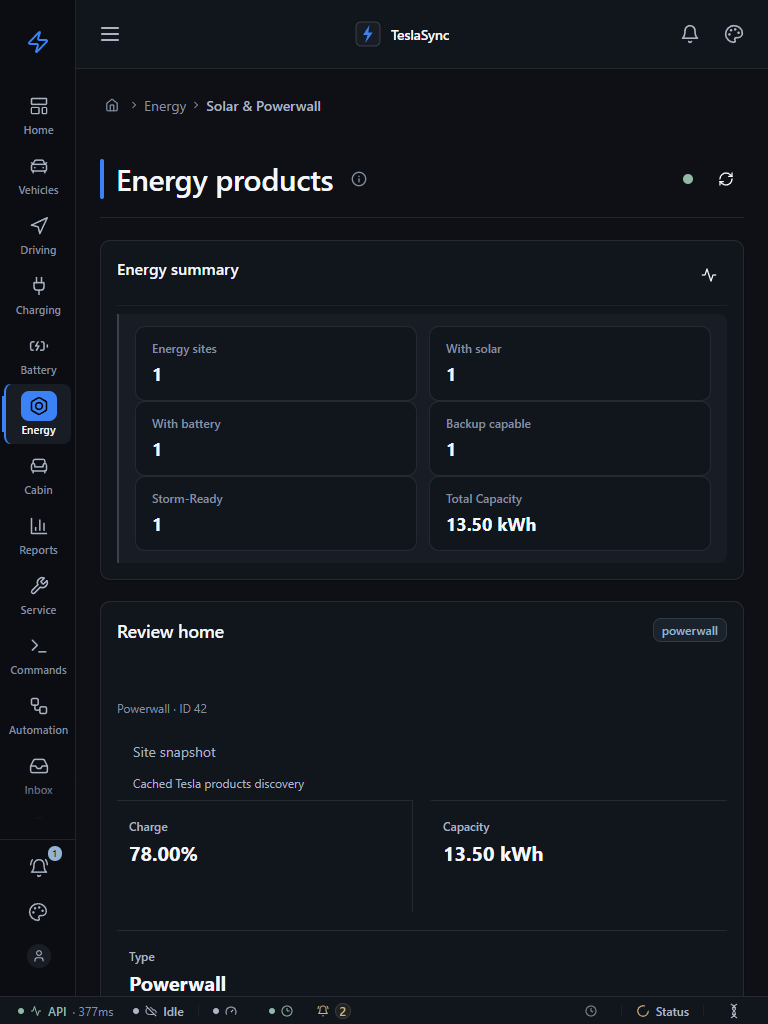 TeslaSync
Home
Vehicles
Driving
Charging
Battery
Energy
Cabin
Reports
Service
Commands
Automation
Inbox
1
Energy
Solar & Powerwall
Energy products
Energy summary
Energy sites
1
With solar
1
With battery
1
Backup capable
1
Storm-Ready
1
Total Capacity
13.50 kWh
Review home
powerwall
Powerwall · ID 42
Site snapshot
Cached Tesla products discovery
Charge
78.00%
Capacity
13.50 kWh
Type
Powerwall
API · 377ms
Idle
2
Status